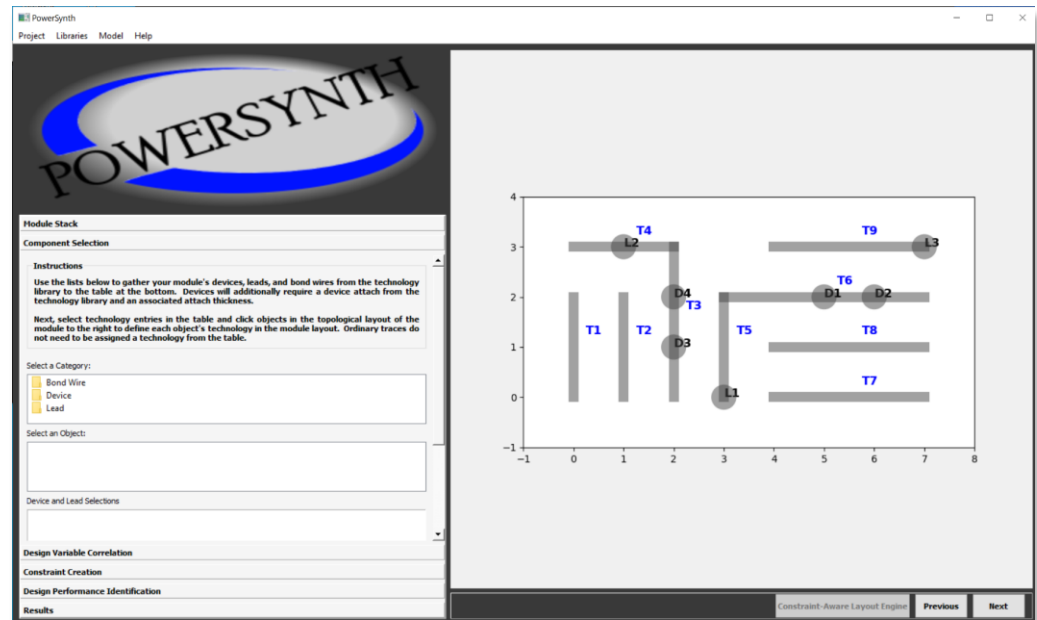 PowerSynth
Project Libraries Model Help
POWERSYNTH
Module Stack
Component Selection
Instructions
Use the lists below to gather your module's devices, leads, and bond wires from the technology
library to the table at the bottom. Devices will additionally require a device attach from the
technology library and an associated attach thickness.
Next, select technology entries in the table and click objects in the topological layout of the
module to the right to define each object's technology in the module layout. Ordinary traces do
not need to be assigned a technology from the table.
Select a Category:
Bond Wire
Device
Lead
Select an Object:
Device and Lead Selections
Design Variable Correlation
Constraint Creation
Design Performance Identification
Results
4
T4 T9
3 L2 L3
T6
2 D4 D1 D2
T3
T1 T2 T5 T8
1 D3
T7
0 L1
−1
−1 0 1 2 3 4 5 6 7 8
Constraint-Aware Layout Engine Previous Next